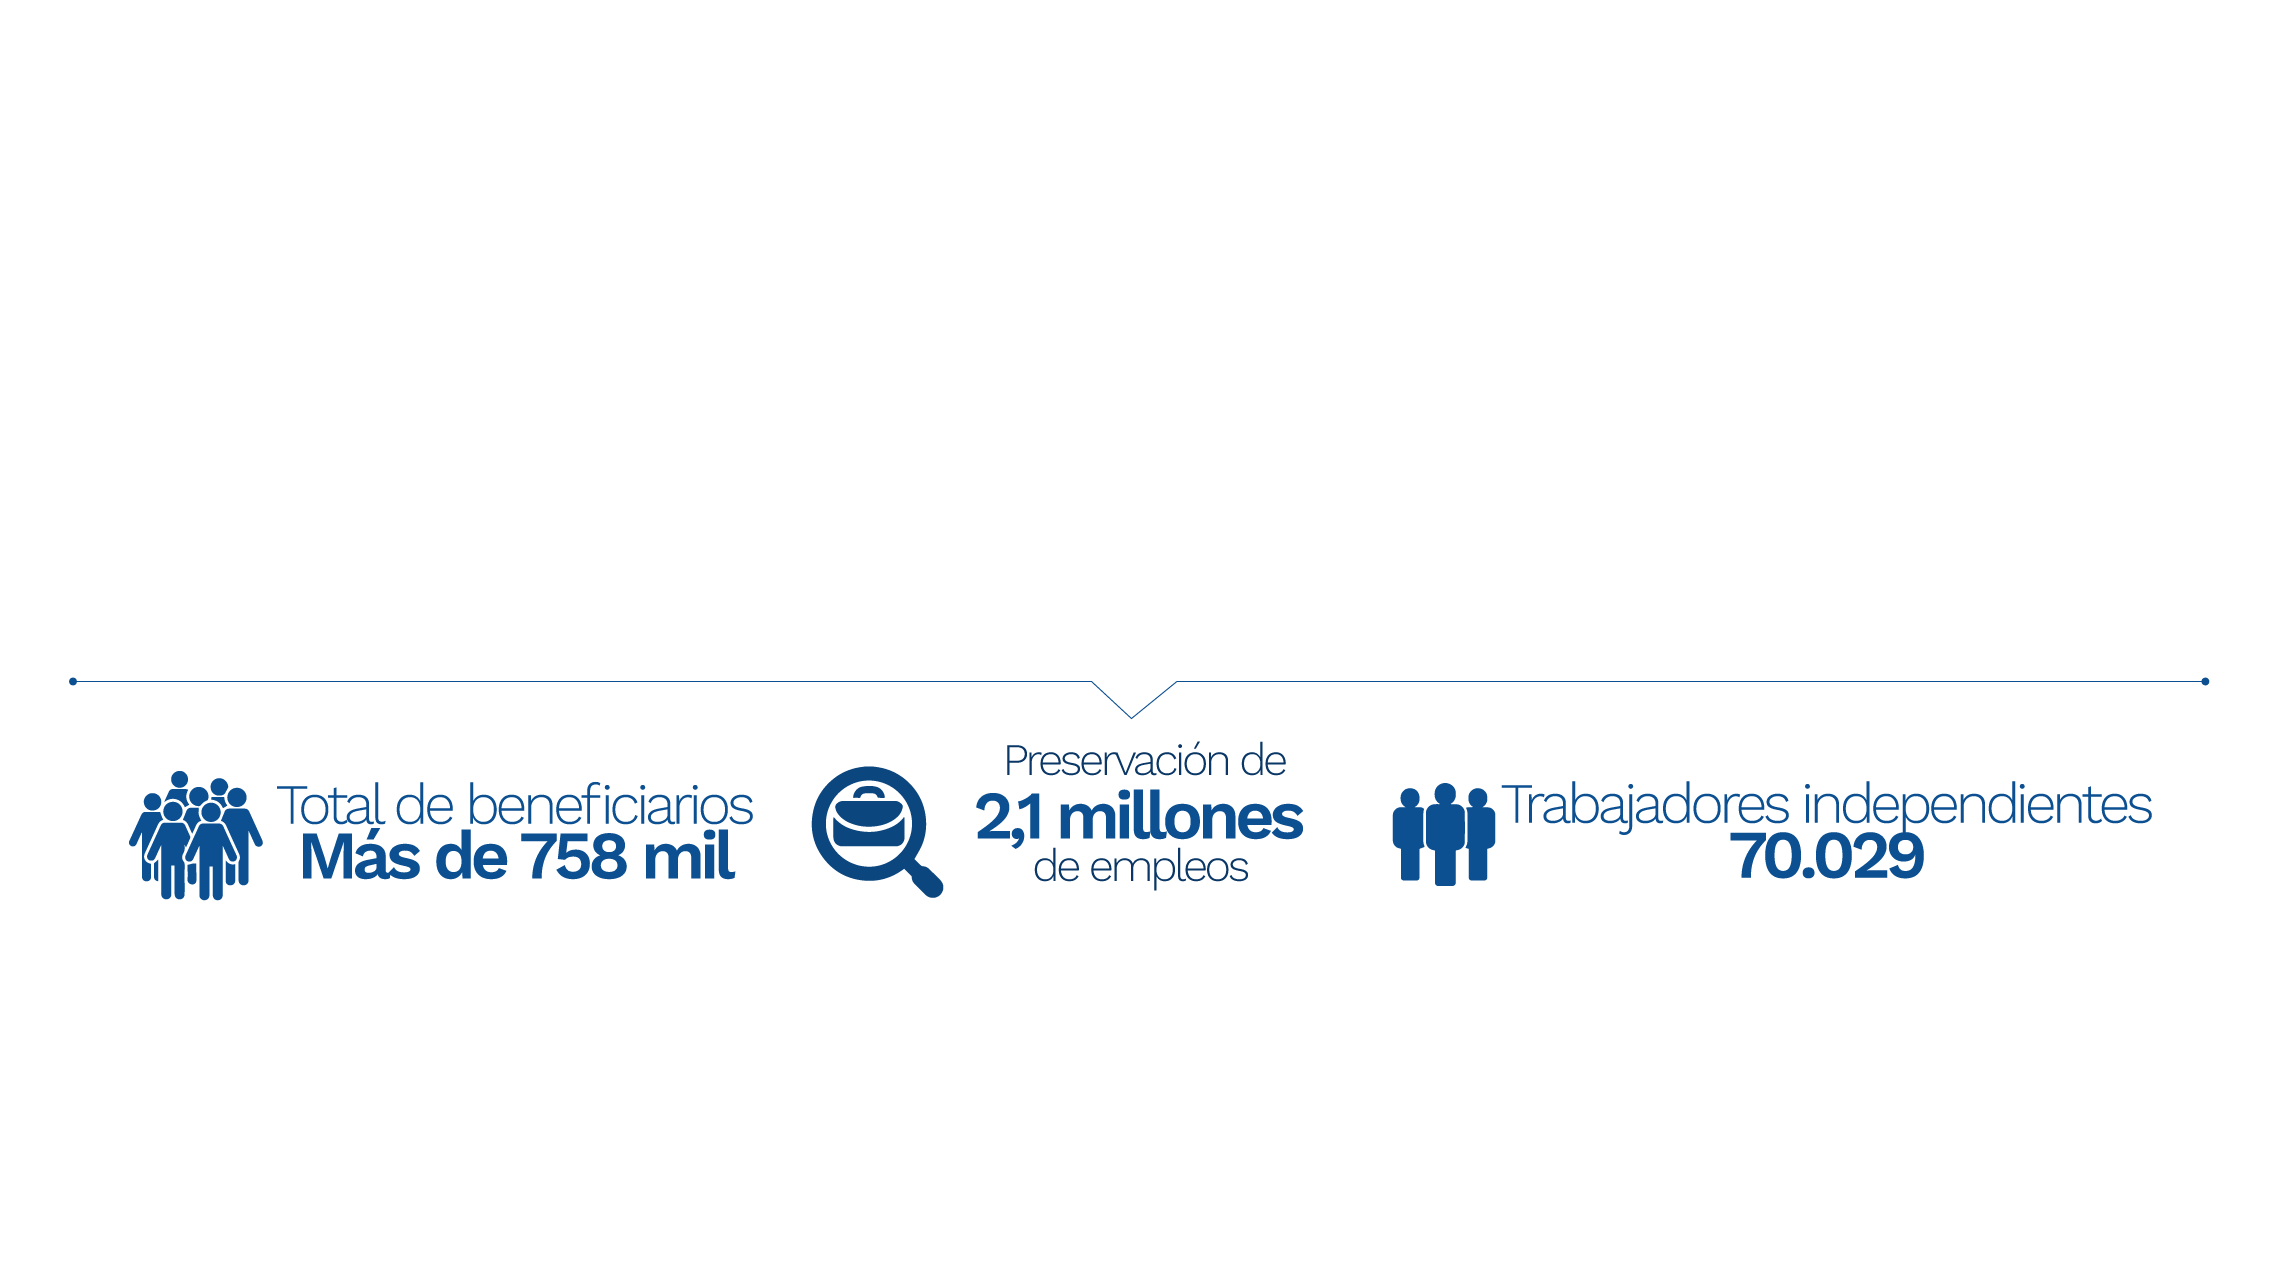 Total de beneficiarios
Más de 758 mil
Preservación de
2,1 millones
de empleos
Trabajadores independientes
70.029